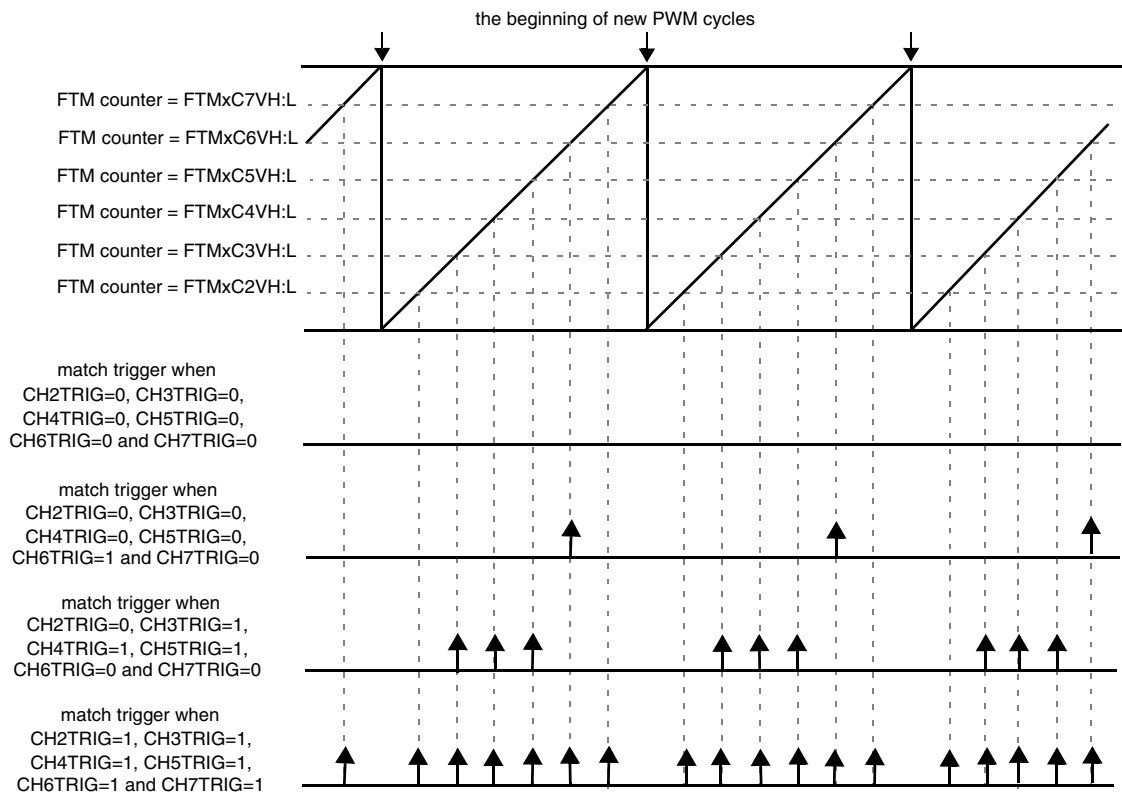 the beginning of new PWM cycles
FTM counter = FTMxC7VH:L
FTM counter = FTMxC6VH:L
FTM counter = FTMxC5VH:L
FTM counter = FTMxC4VH:L
FTM counter = FTMxC3VH:L
FTM counter = FTMxC2VH:L
match trigger when
CH2TRIG=0, CH3TRIG=0,
CH4TRIG=0, CH5TRIG=0,
CH6TRIG=0 and CH7TRIG=0
match trigger when
CH2TRIG=0, CH3TRIG=0,
CH4TRIG=0, CH5TRIG=0,
CH6TRIG=1 and CH7TRIG=0
match trigger when
CH2TRIG=0, CH3TRIG=1,
CH4TRIG=1, CH5TRIG=1,
CH6TRIG=0 and CH7TRIG=0
match trigger when
CH2TRIG=1, CH3TRIG=1,
CH4TRIG=1, CH5TRIG=1,
CH6TRIG=1 and CH7TRIG=1